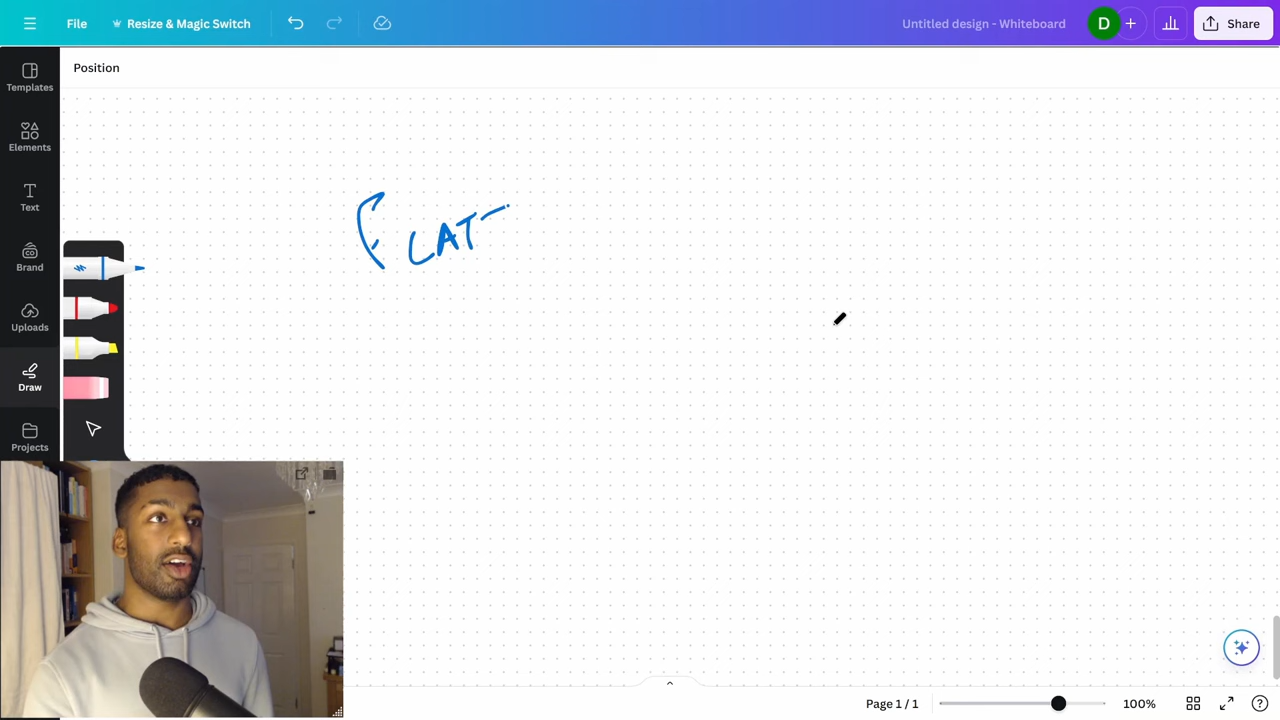 File
Resize & Magic Switch
Untitled design - Whiteboard
D
Share
Templates
Position
Elements
Text
CAT
Brand
Uploads
Draw
Projects
Page 1 / 1
100%